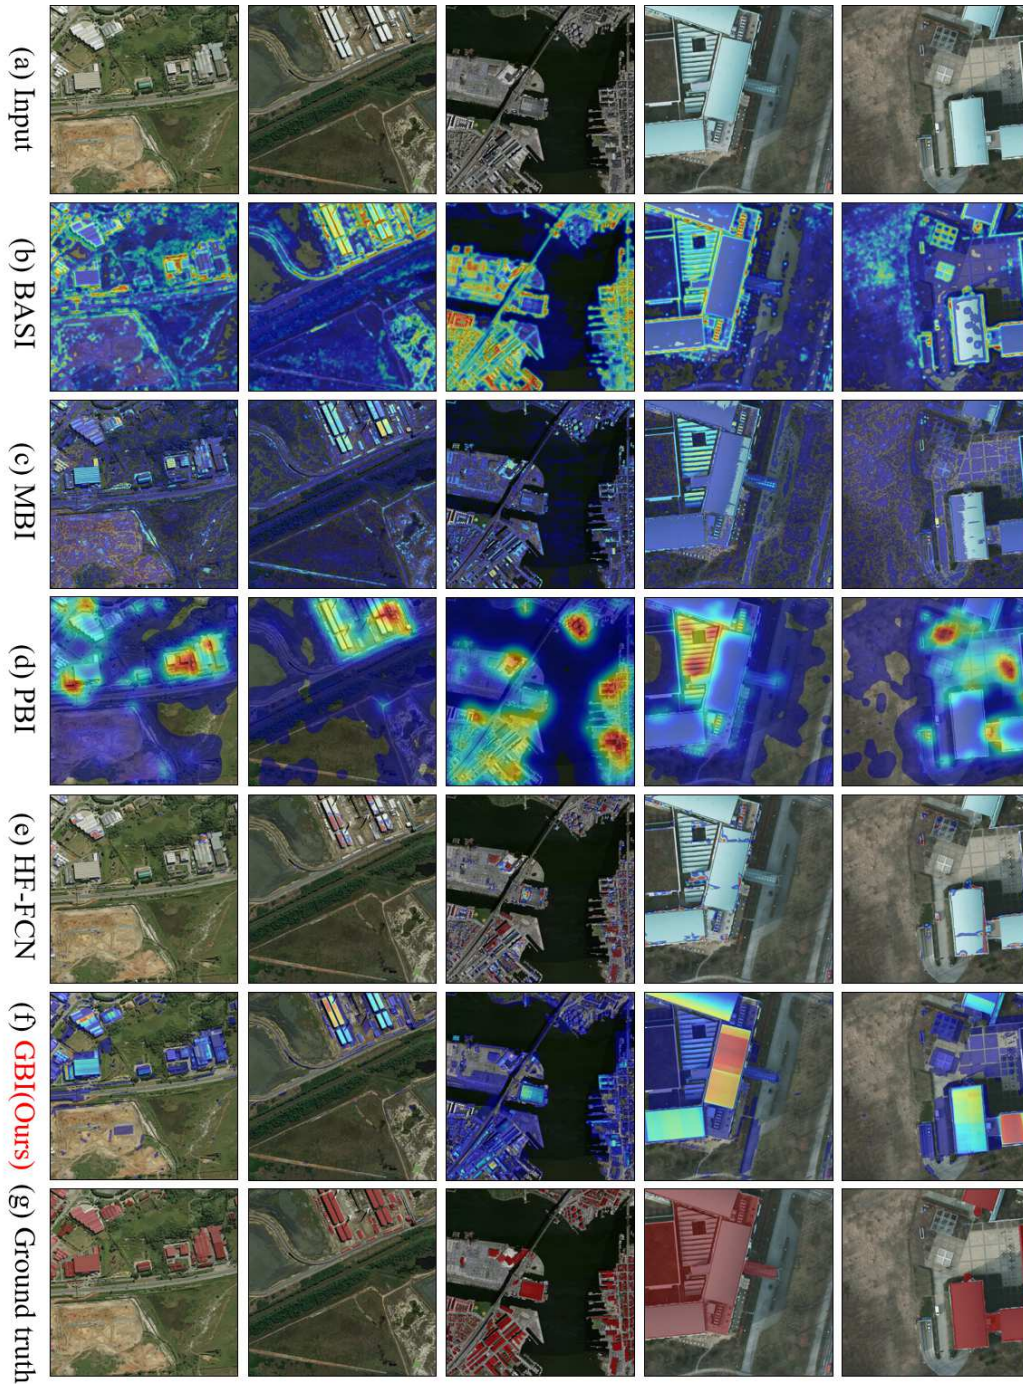 (a) Input
(b) BASI
(c) MBI
(d) PBI
(e) HF-FCN
(f) GBI(Ours)
(g) Ground truth